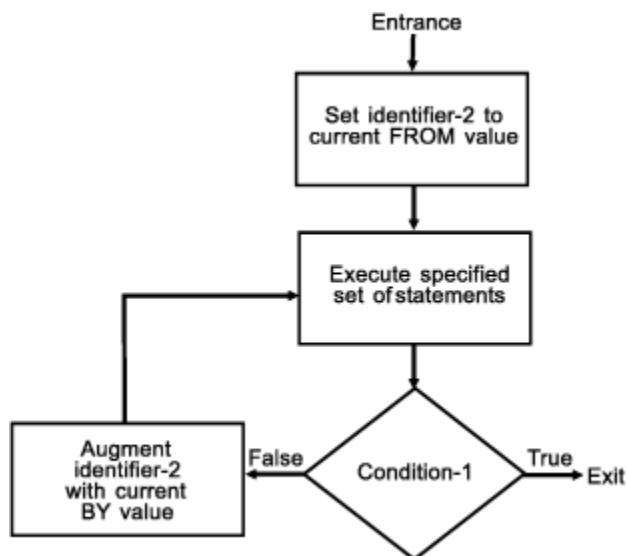 Entrance
Set identifier-2 to
current FROM value
Execute specified
set of statements
Condition-1
True
Exit
False
Augment
identifier-2
with current
BY value